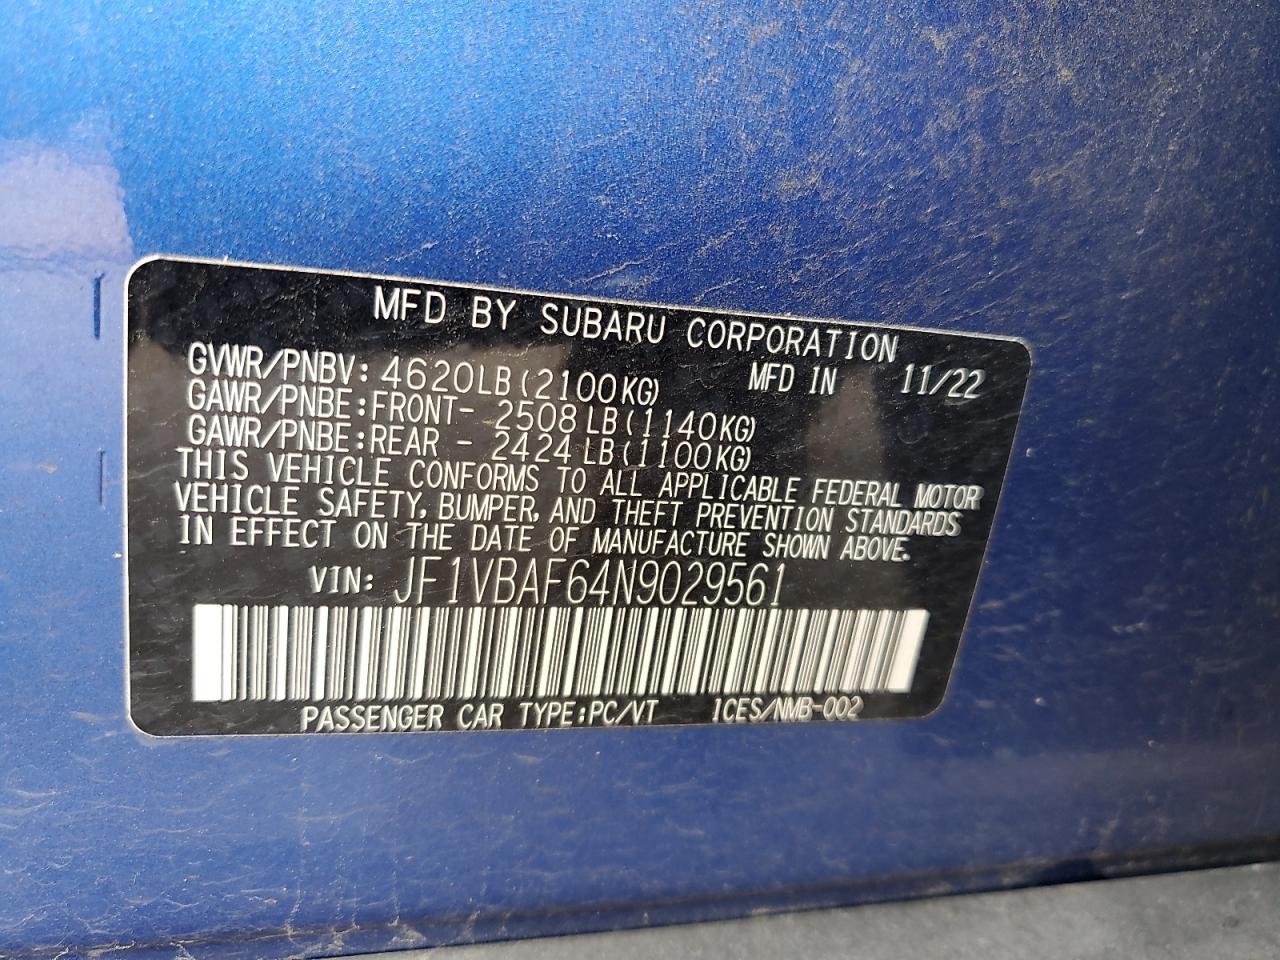 MFD BY SUBARU CORPORATION
GVWR/PNBV: 4620LB(2100KG) MFD IN 11/22
GAWR/PNBE:FRONT- 2508LB(1140KG)
GAWR/PNBE:REAR - 2424LB(1100KG)
THIS VEHICLE CONFORMS TO ALL APPLICABLE FEDERAL MOTOR
VEHICLE SAFETY, BUMPER, AND THEFT PREVENTION STANDARDS
IN EFFECT ON THE DATE OF MANUFACTURE SHOWN ABOVE.
VIN: JF1VBAF64N9029561
PASSENGER CAR TYPE:PC/VT ICES/NMB-002